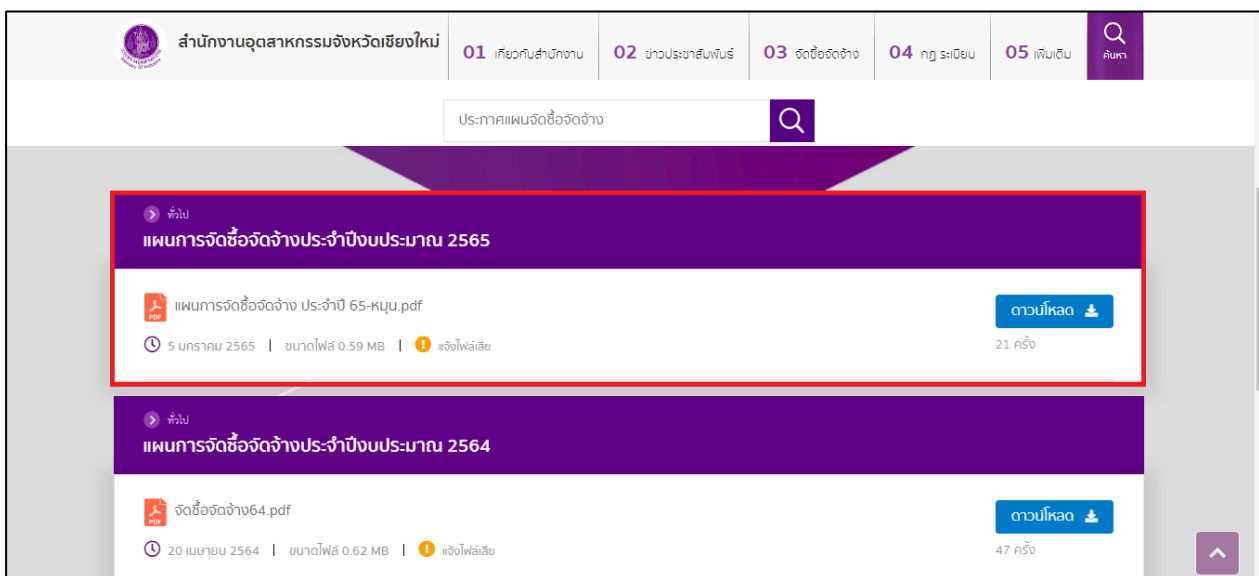 สำนักงานอุตสาหกรรมจังหวัดเชียงใหม่
01 เกี่ยวกับสำนักงาน
02 ข่าวประชาสัมพันธ์
03 จัดซื้อจัดจ้าง
04 กฎ ระเบียบ
05 เพิ่มเติม
ค้นหา
ประกาศแผนจัดซื้อจัดจ้าง
ทั่วไป
แผนการจัดซื้อจัดจ้างประจำปีงบประมาณ 2565
PDF แผนการจัดซื้อจัดจ้าง ประจำปี 65-หมุน.pdf
ดาวน์โหลด
5 มกราคม 2565 | ขนาดไฟล์ 0.59 MB | แจ้งไฟล์เสีย
21 ครั้ง
ทั่วไป
แผนการจัดซื้อจัดจ้างประจำปีงบประมาณ 2564
PDF จัดซื้อจัดจ้าง64.pdf
ดาวน์โหลด
20 เมษายน 2564 | ขนาดไฟล์ 0.62 MB | แจ้งไฟล์เสีย
47 ครั้ง